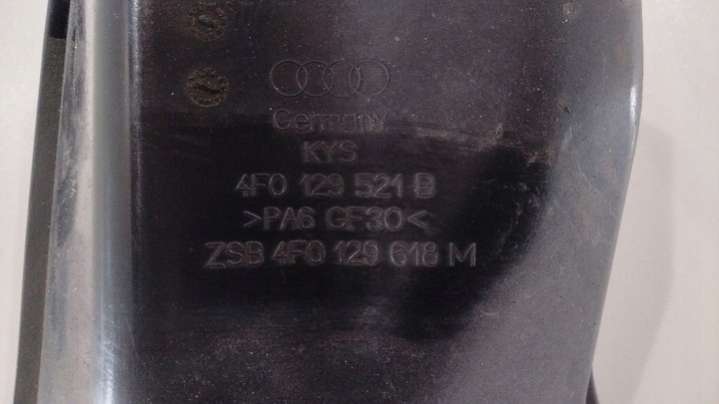 Germany
KYS
4F0 129 521 B
>PA6 GF30<
ZSB 4F0 129 618 M